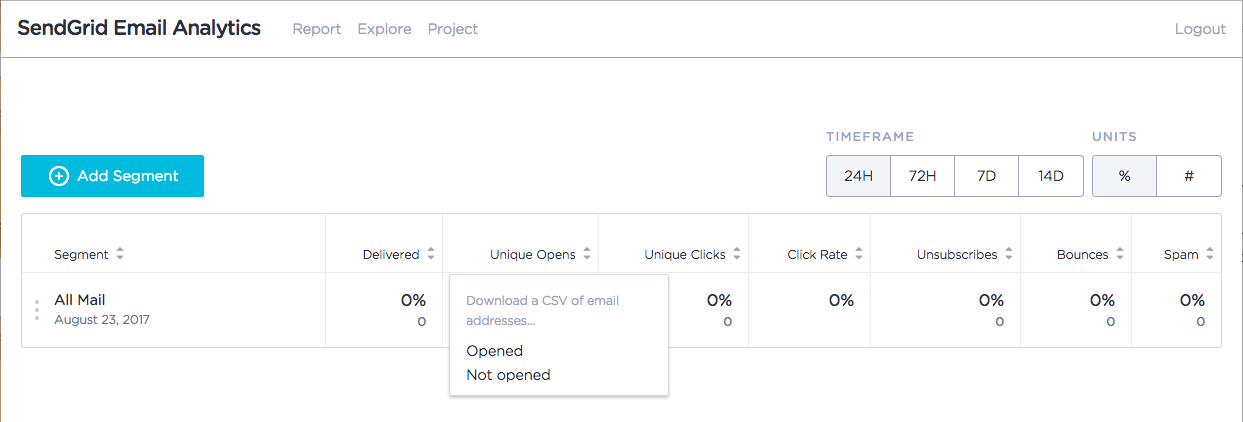 SendGrid Email Analytics Report Explore Project Logout
TIMEFRAME UNITS
Add Segment 24H 72H 7D 14D % #
Segment Delivered Unique Opens Unique Clicks Click Rate Unsubscribes Bounces Spam
All Mail 0% 0% 0% 0% 0% 0%
August 23, 2017 0 0 0 0 0
Download a CSV of email
addresses...
Opened
Not opened